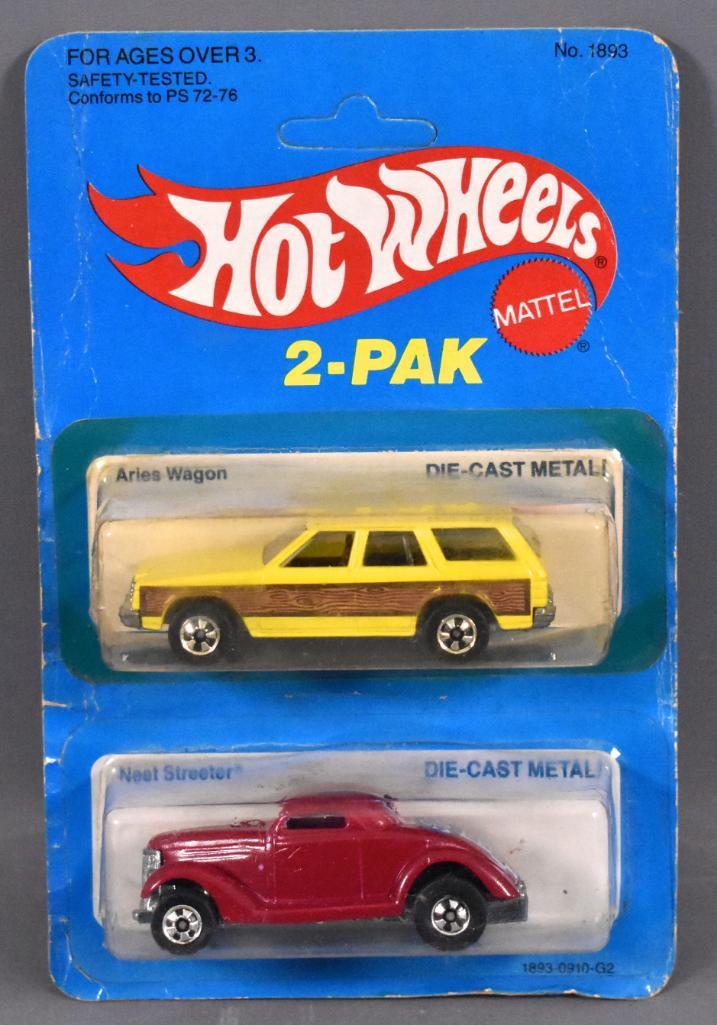 FOR AGES OVER 3.
SAFETY-TESTED.
Conforms to PS 72-76
No. 1893
Hot Wheels®
MATTEL®
2-PAK
Aries Wagon
DIE-CAST METAL!
Neet Streeter™
DIE-CAST METAL!
1893-0910-G2